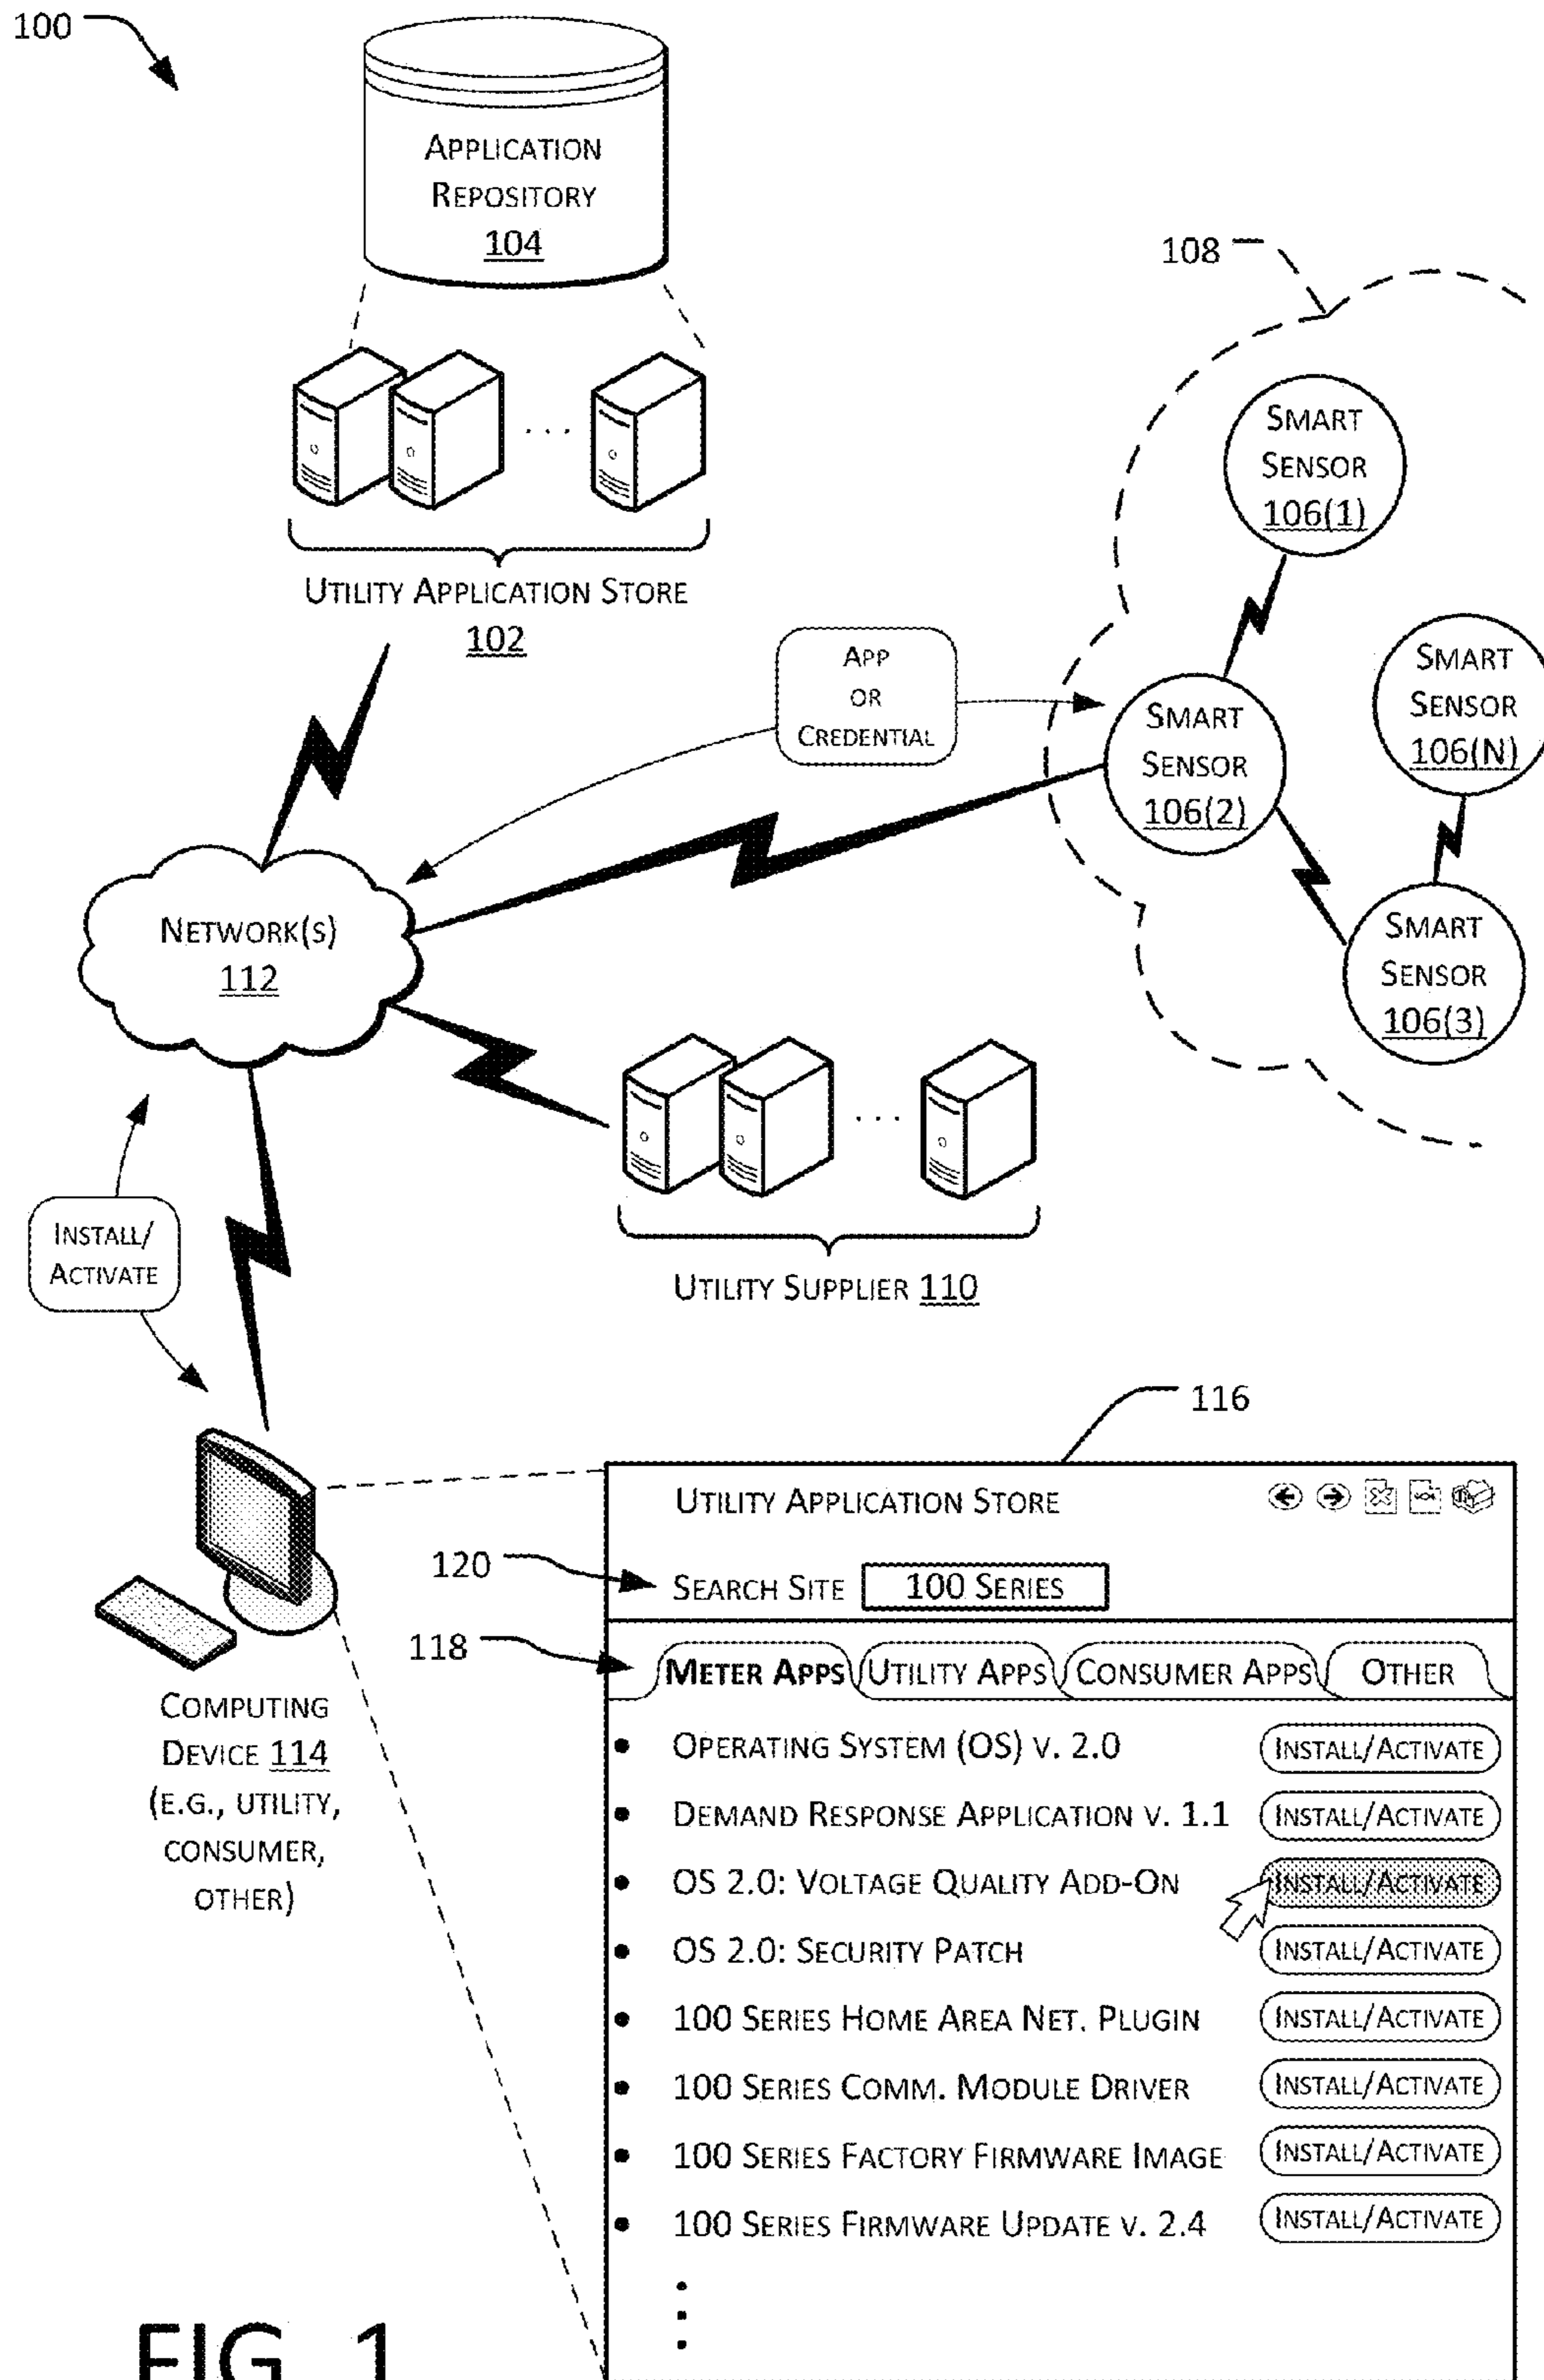 100
Application
Repository
104
Utility Application Store
102
108
Smart
Sensor
106(1)
App
or
Credential
Smart
Sensor
106(2)
Smart
Sensor
106(N)
Smart
Sensor
106(3)
Network(s)
112
Utility Supplier 110
Install/
Activate
Computing
Device 114
(e.g., utility,
consumer,
other)
116
Utility Application Store
120
Search Site 100 Series
118
Meter Apps Utility Apps Consumer Apps Other
• Operating System (OS) v. 2.0 Install/Activate
• Demand Response Application v. 1.1 Install/Activate
• OS 2.0: Voltage Quality Add-On Install/Activate
• OS 2.0: Security Patch Install/Activate
• 100 Series Home Area Net. Plugin Install/Activate
• 100 Series Comm. Module Driver Install/Activate
• 100 Series Factory Firmware Image Install/Activate
• 100 Series Firmware Update v. 2.4 Install/Activate
FIG. 1